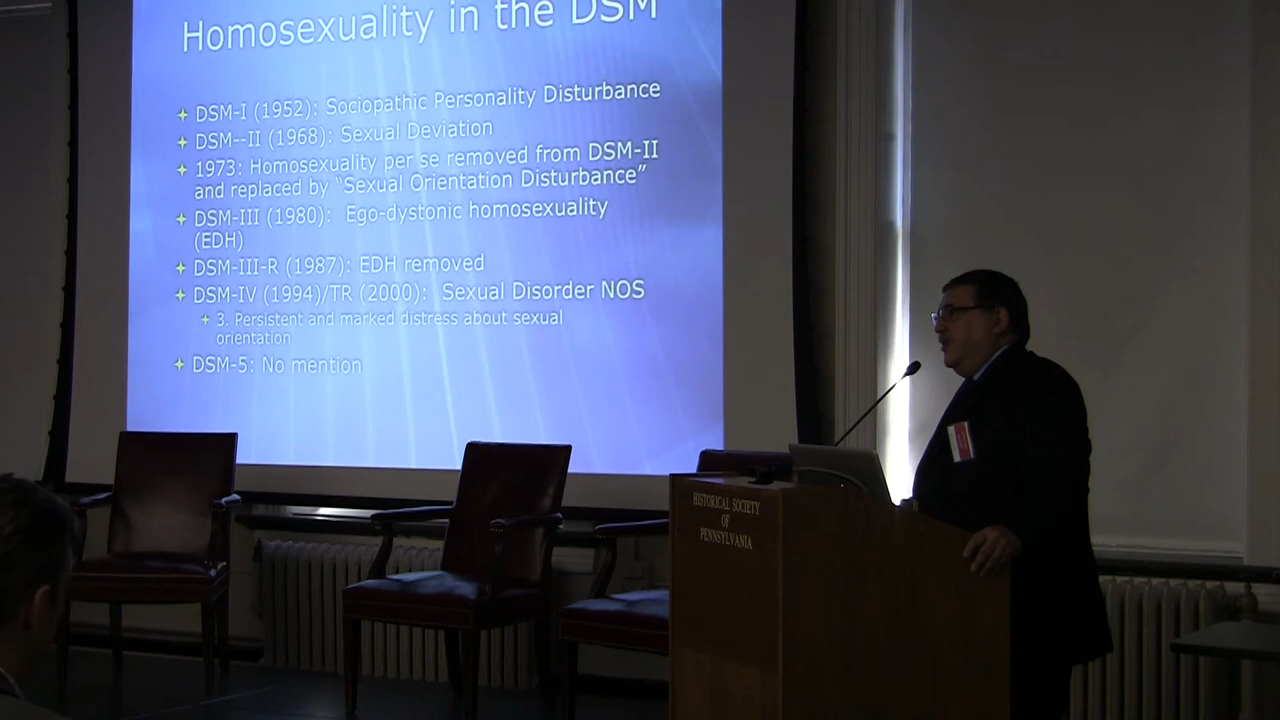 Homosexuality in the DSM
DSM-I (1952): Sociopathic Personality Disturbance
DSM--II (1968): Sexual Deviation
1973: Homosexuality per se removed from DSM-II
and replaced by “Sexual Orientation Disturbance”
DSM-III (1980): Ego-dystonic homosexuality
(EDH)
DSM-III-R (1987): EDH removed
DSM-IV (1994)/TR (2000): Sexual Disorder NOS
3. Persistent and marked distress about sexual
orientation
DSM-5: No mention
HISTORICAL SOCIETY
OF
PENNSYLVANIA